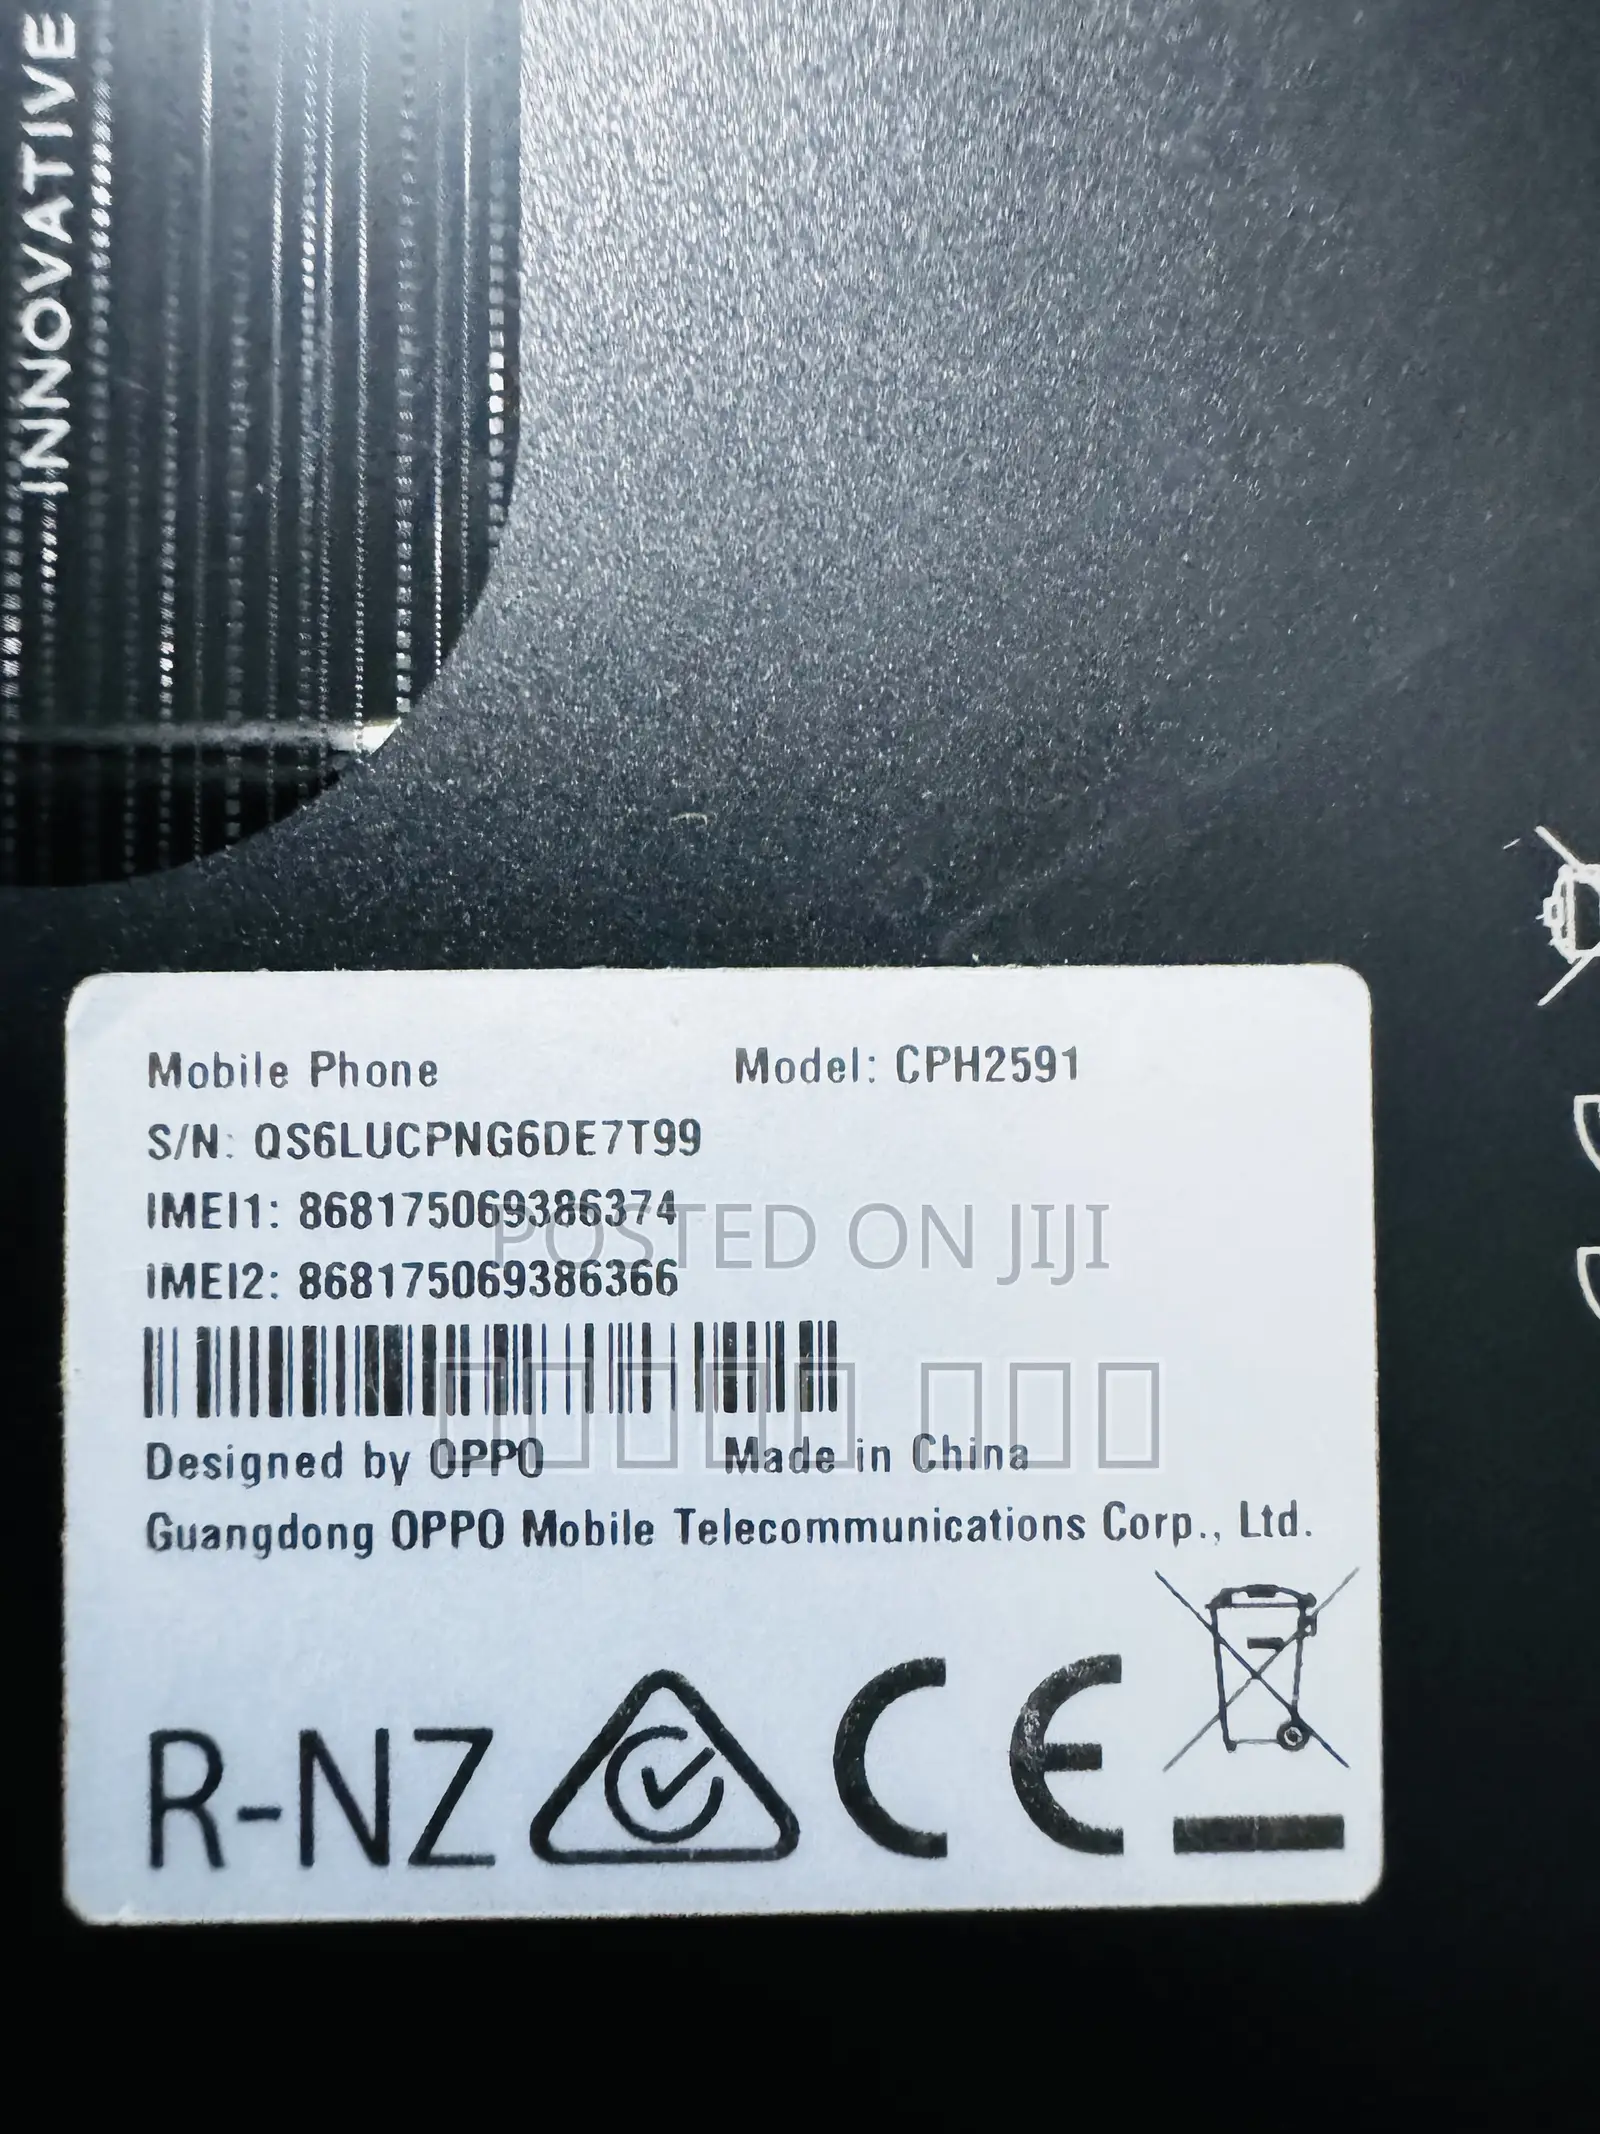 INNOVATIVE
Mobile Phone Model: CPH2591
S/N: QS6LUCPNG6DE7T99
IMEI1: 868175069386374
POSTED ON JIJI
IMEI2: 868175069386366
Designed by OPPO Made in China
Guangdong OPPO Mobile Telecommunications Corp., Ltd.
R-NZ CE